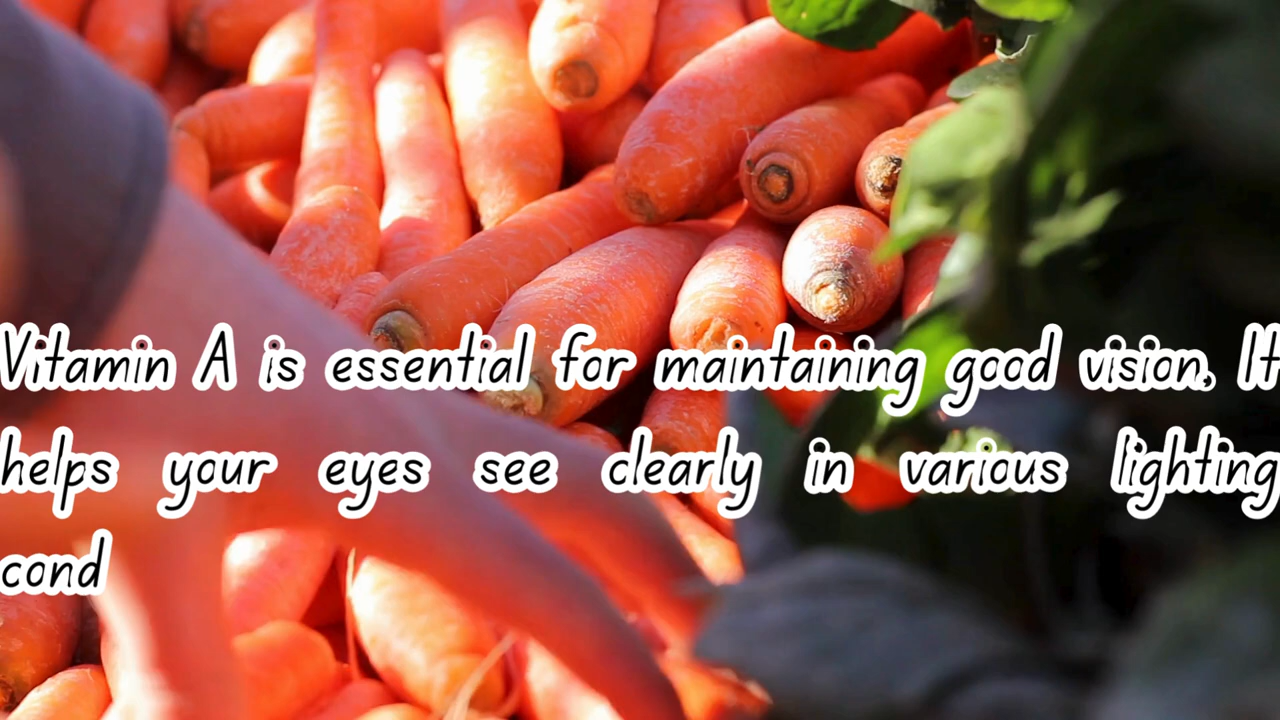 Vitamin A is essential for maintaining good vision. It
helps your eyes see clearly in various lighting
cond